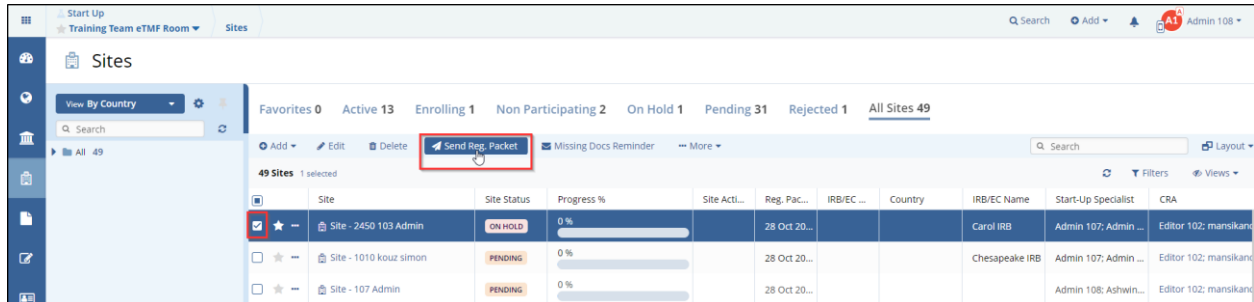 Start Up
Training Team eTMF Room Sites
Search Add A1 A Admin 108
Sites
View By Country
Search
All 49
Favorites 0 Active 13 Enrolling 1 Non Participating 2 On Hold 1 Pending 31 Rejected 1 All Sites 49
Add Edit Delete Send Reg. Packet Missing Docs Reminder More Search Layout
49 Sites 1 selected Filters Views
Site Site Status Progress % Site Acti... Reg. Pac... IRB/EC ... Country IRB/EC Name Start-Up Specialist CRA
Site - 2450 103 Admin ON HOLD 0 % 28 Oct 20... Carol IRB Admin 107; Admin ... Editor 102; mansikand
Site - 1010 kouz simon PENDING 0 % 28 Oct 20... Chesapeake IRB Admin 107; Admin ... Editor 102; mansikand
Site - 107 Admin PENDING 0 % 28 Oct 20... Admin 108; Ashwin... Editor 102; mansikand